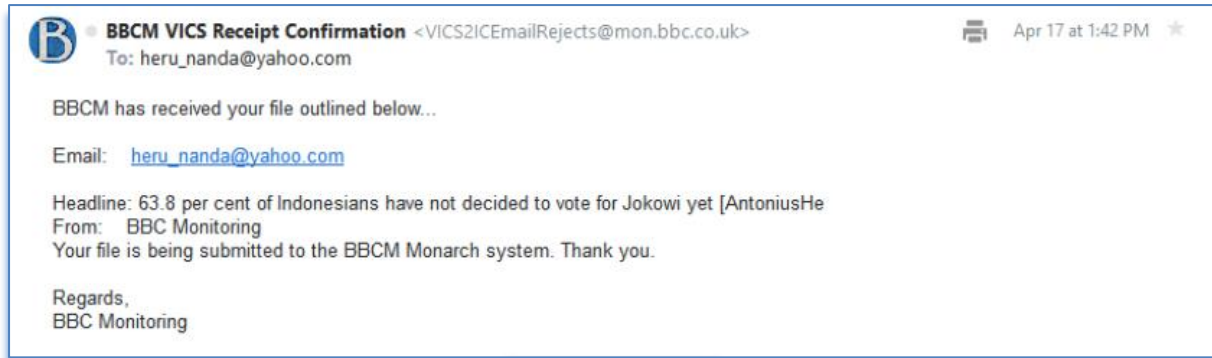 B
BBCM VICS Receipt Confirmation <VICS2ICEmailRejects@mon.bbc.co.uk> Apr 17 at 1:42 PM
To: heru_nanda@yahoo.com
BBCM has received your file outlined below...
Email: heru_nanda@yahoo.com
Headline: 63.8 per cent of Indonesians have not decided to vote for Jokowi yet [AntoniusHe
From: BBC Monitoring
Your file is being submitted to the BBCM Monarch system. Thank you.
Regards,
BBC Monitoring